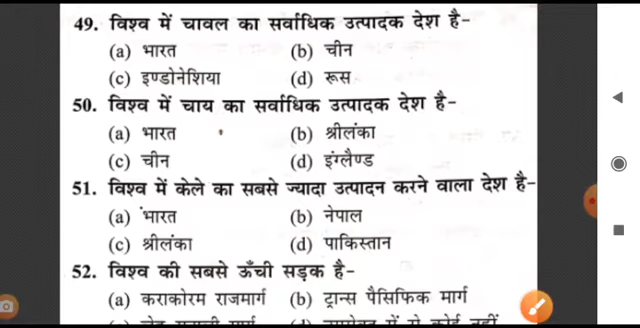 49. विश्व में चावल का सर्वाधिक उत्पादक देश है-
(a) भारत (b) चीन
(c) इण्डोनेशिया (d) रूस
50. विश्व में चाय का सर्वाधिक उत्पादक देश है-
(a) भारत (b) श्रीलंका
(c) चीन (d) इंग्लैण्ड
51. विश्व में केले का सबसे ज्यादा उत्पादन करने वाला देश है-
(a) भारत (b) नेपाल
(c) श्रीलंका (d) पाकिस्तान
52. विश्व की सबसे ऊँची सड़क है-
(a) काराकोरम राजमार्ग (b) ट्रान्स पैसिफिक मार्ग